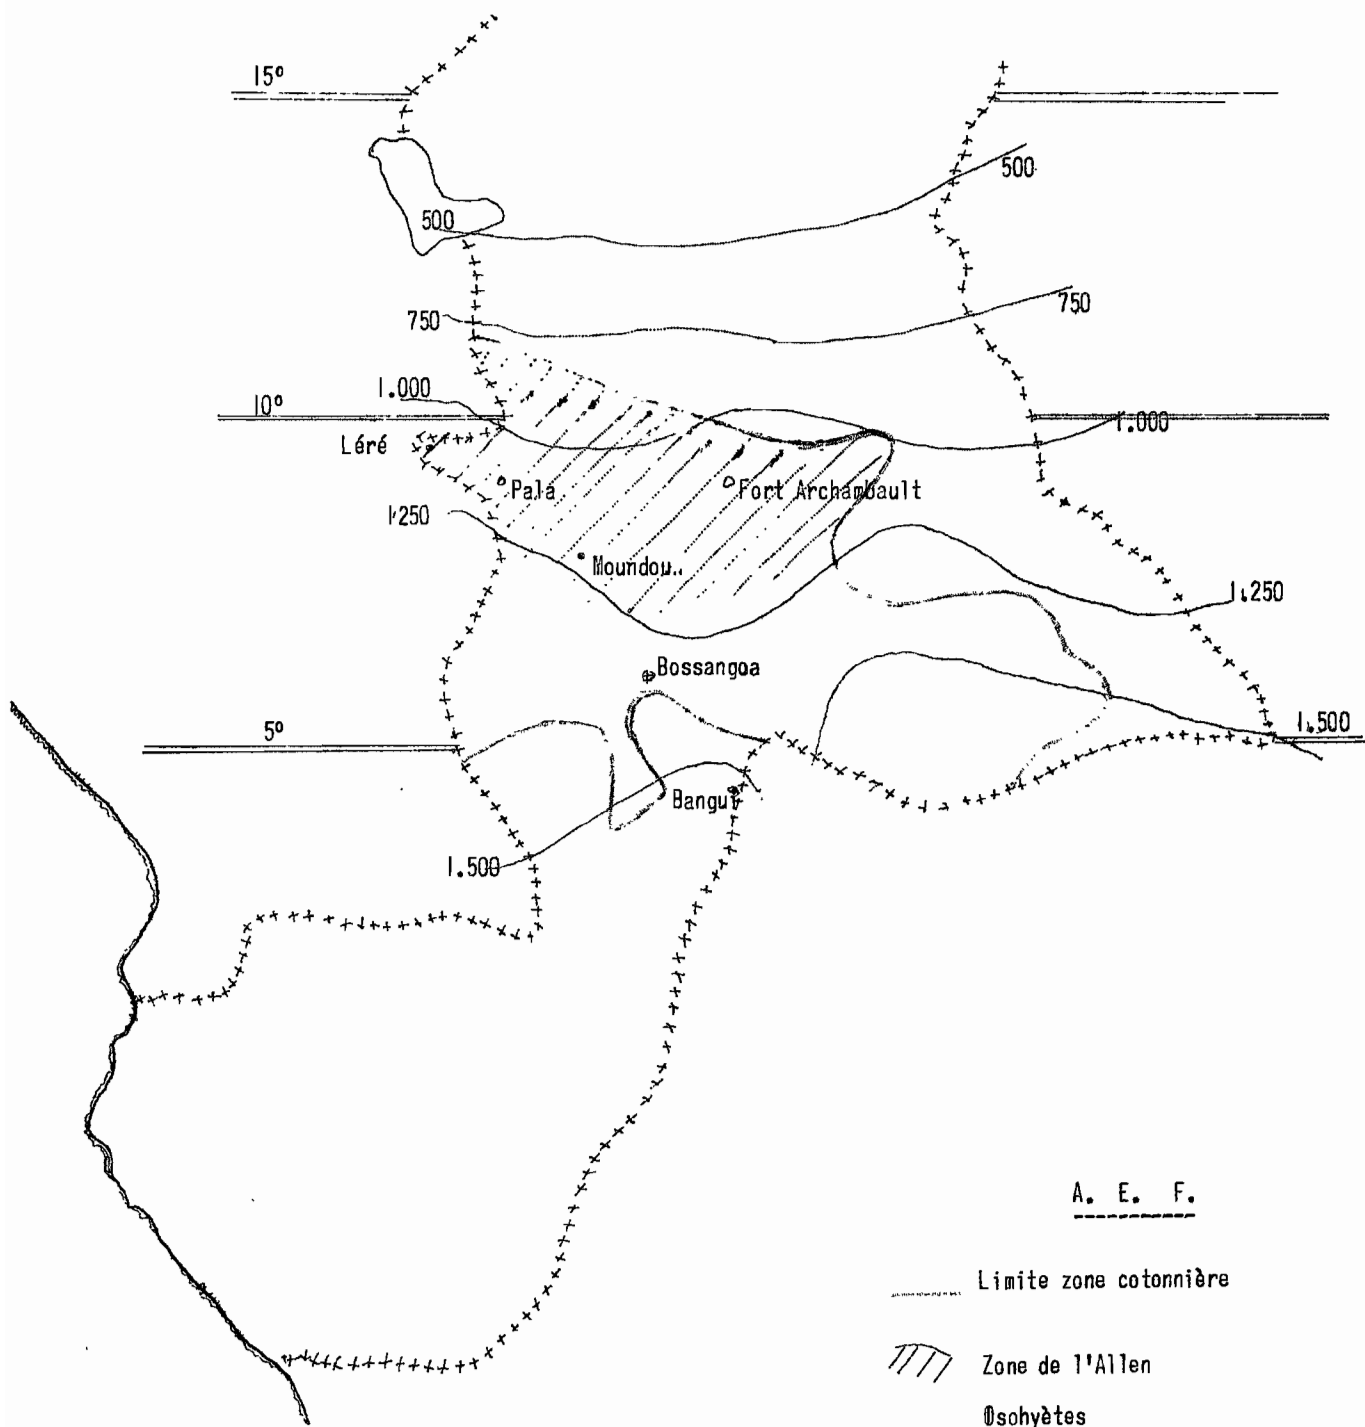 15°
500
500
750
750
1.000
10°
1.000
Léré
Pala
Fort Archambault
1250
Moundou..
1.250
Bossangoa
5°
1.500
Bangui
1.500
A. E. F.
Limite zone cotonnière
Zone de l'Allen
Osohyètes